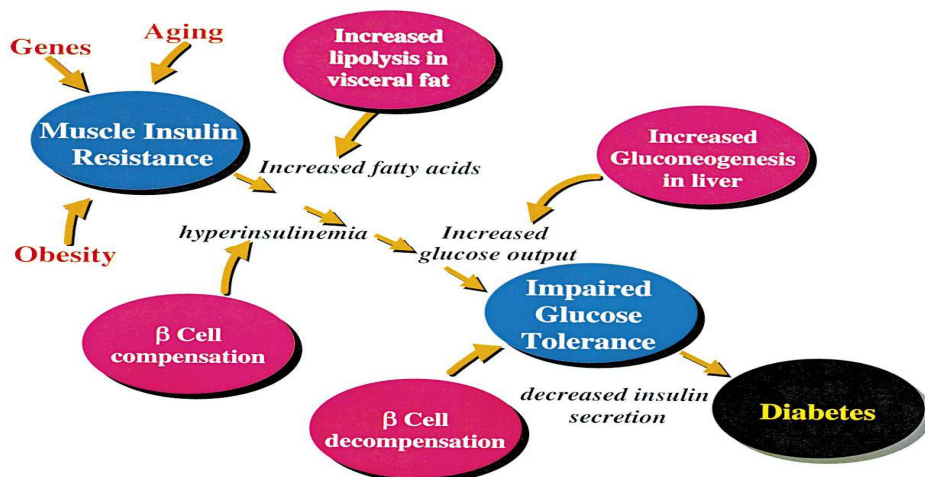 Genes
Aging
Increased
lipolysis in
visceral fat
Muscle Insulin
Resistance
Increased fatty acids
Increased
Gluconeogenesis
in liver
Obesity
hyperinsulinemia
Increased
glucose output
β Cell
compensation
Impaired
Glucose
Tolerance
β Cell
decompensation
decreased insulin
secretion
Diabetes